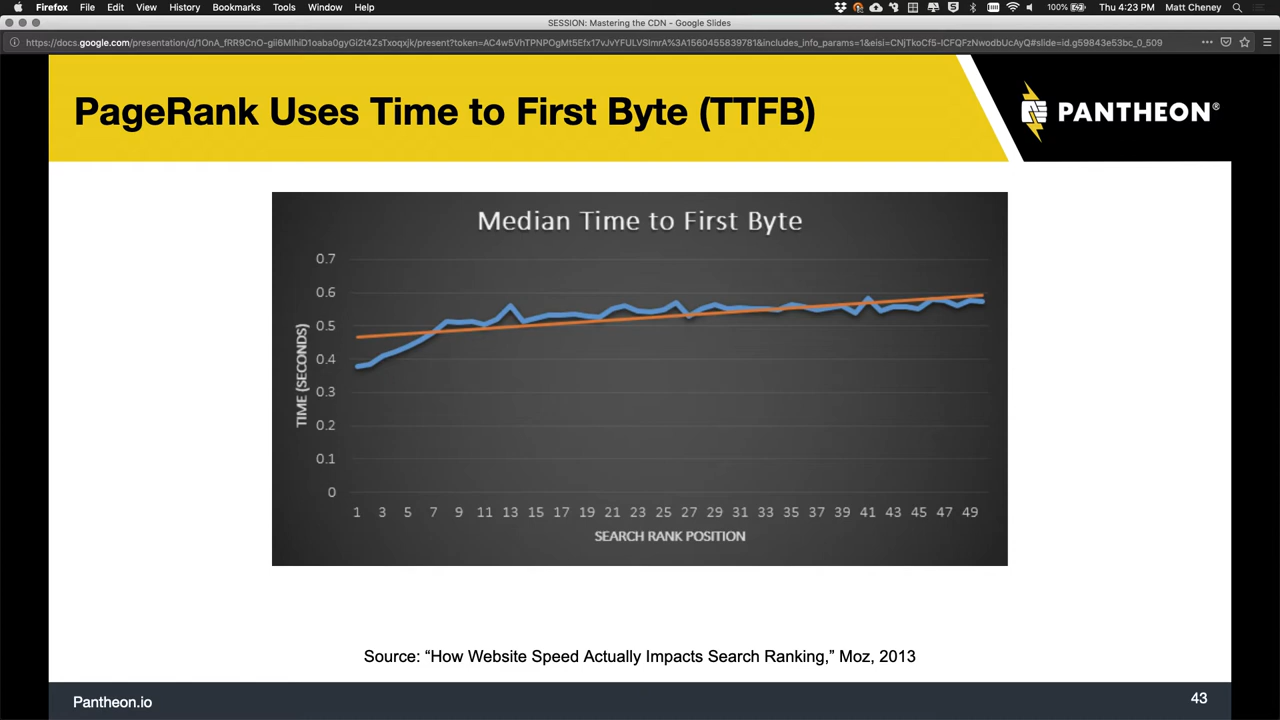 Firefox File Edit View History Bookmarks Tools Window Help 100% Thu 4:23 PM Matt Cheney
SESSION: Mastering the CDN - Google Slides
PageRank Uses Time to First Byte (TTFB)
PANTHEON®
Median Time to First Byte
0.7
0.6
0.5
0.4
0.3
0.2
0.1
0
TIME (SECONDS)
1 3 5 7 9 11 13 15 17 19 21 23 25 27 29 31 33 35 37 39 41 43 45 47 49
SEARCH RANK POSITION
Source: “How Website Speed Actually Impacts Search Ranking,” Moz, 2013
Pantheon.io
43